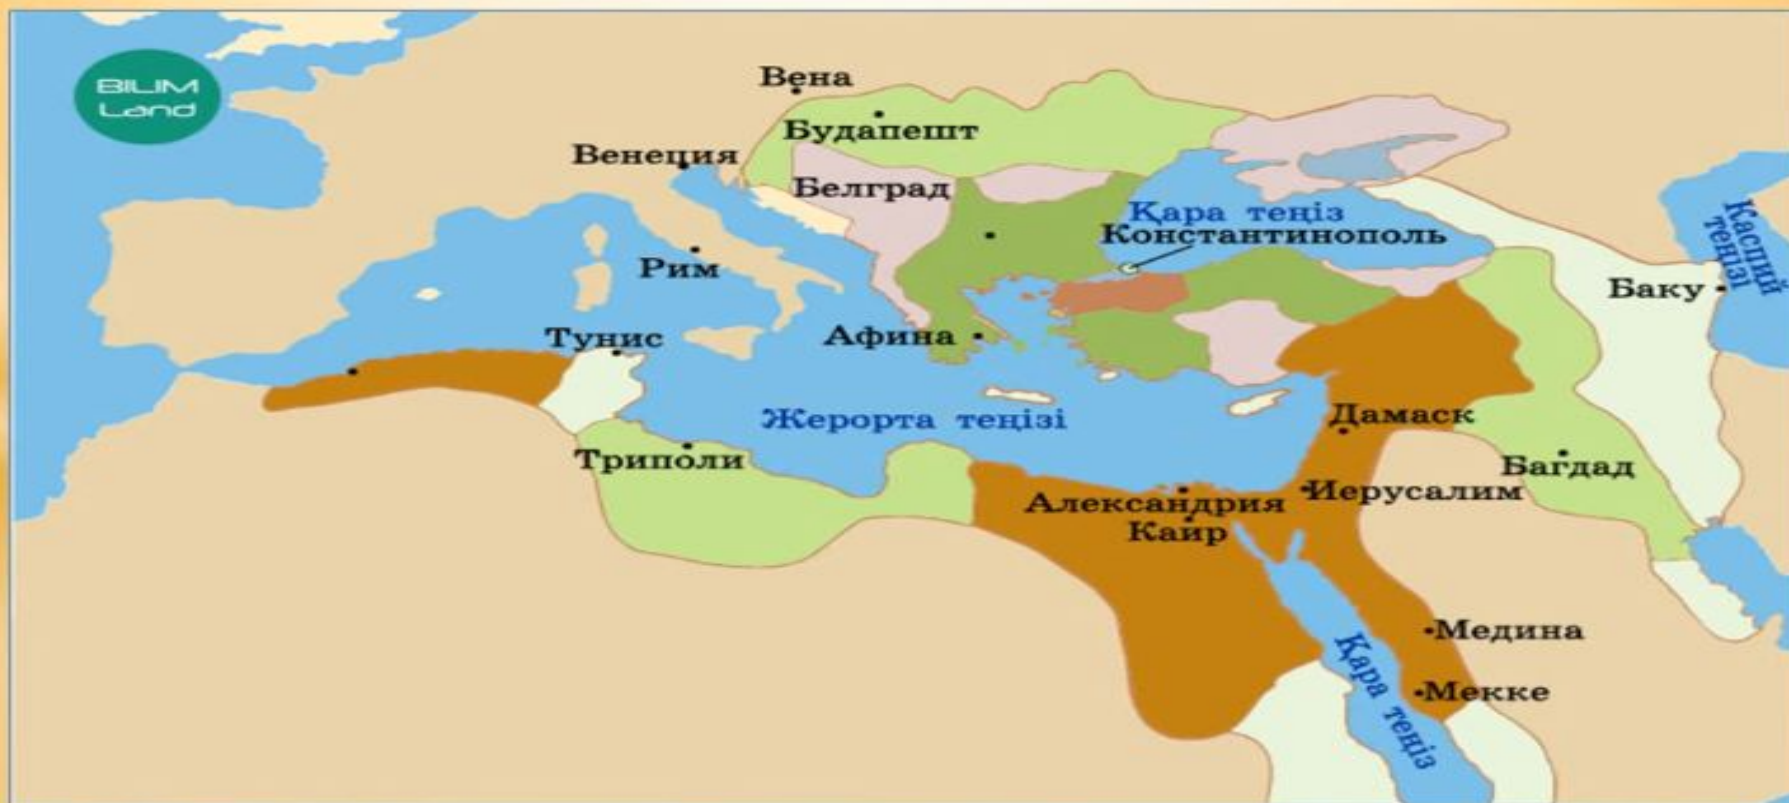 BILIM
Land
Вена
Будапешт
Венеция
Белград
Қара теңіз
Константинополь
Каспий
теңізі
Рим
Баку
Тунис
Афина
Жерорта теңізі
Дамаск
Триполи
Багдад
Александрия
Иерусалим
Каир
Медина
Қара теңіз
Мекке